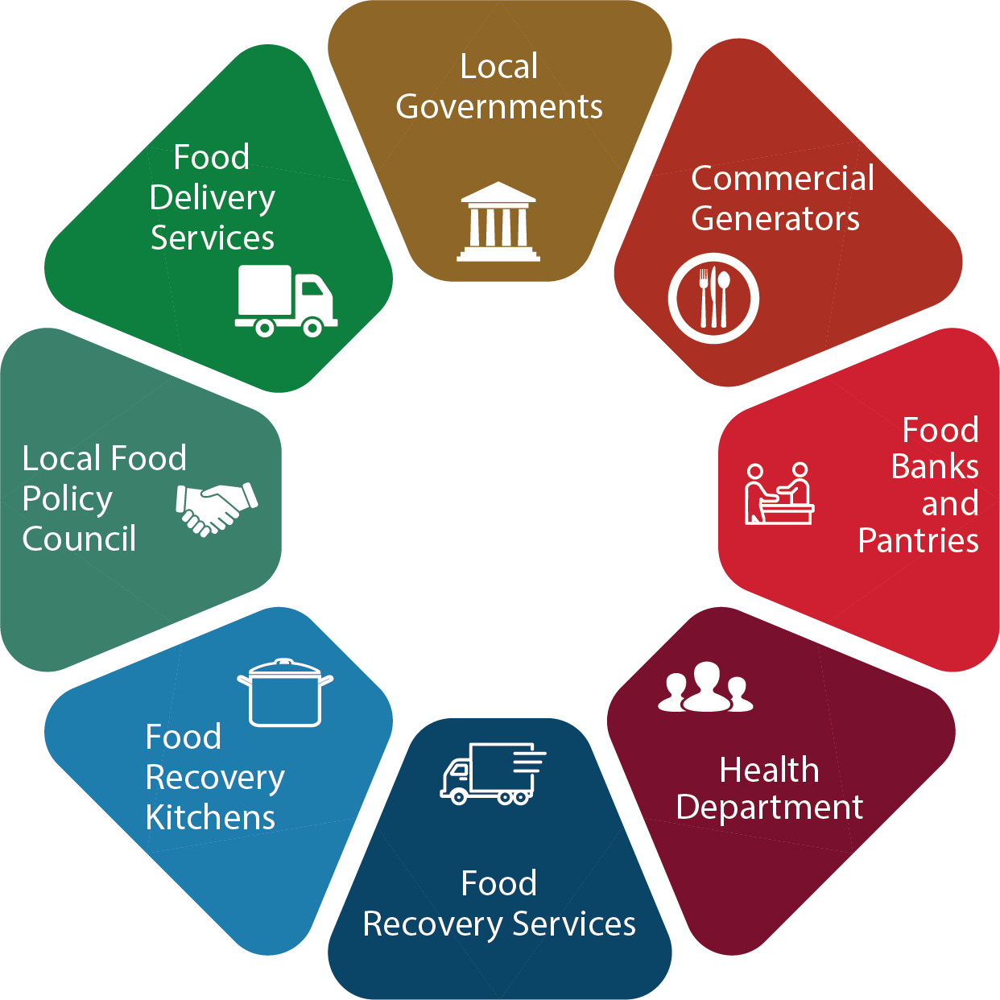 Local
Governments
Commercial
Generators
Food
Banks
and
Pantries
Health
Department
Food
Recovery Services
Food
Recovery
Kitchens
Local Food
Policy
Council
Food
Delivery
Services